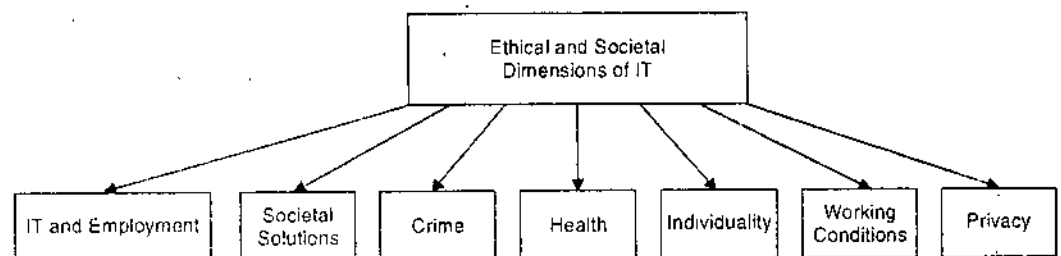 Ethical and Societal
Dimensions of IT
IT and Employment
Societal
Solutions
Crime
Health
Individuality
Working
Conditions
Privacy